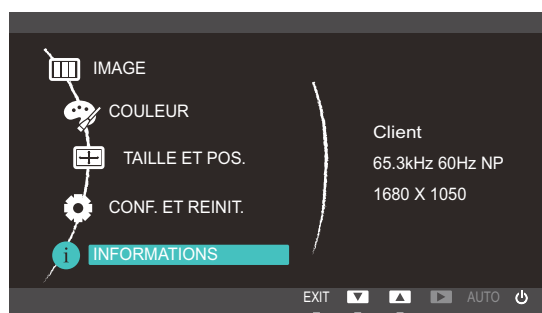 IMAGE
COULEUR
TAILLE ET POS.
CONF. ET REINIT.
INFORMATIONS
Client
65.3kHz 60Hz NP
1680 X 1050
EXIT AUTO